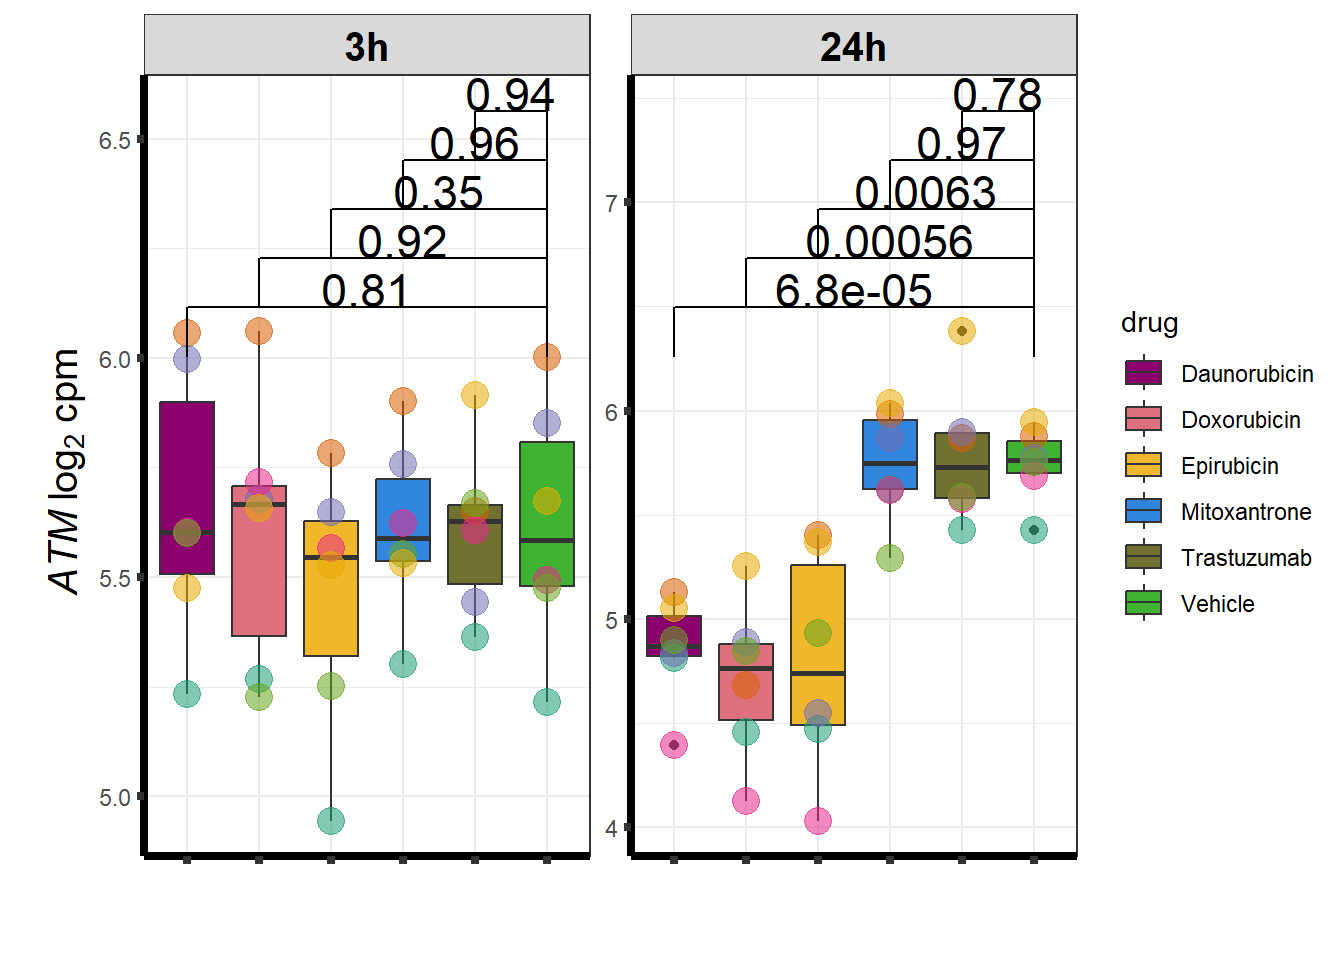 3h
24h
0.94
0.96
0.35
0.92
0.81
6.5
6.0
5.5
5.0
ATM log2 cpm
0.78
0.97
0.0063
0.00056
6.8e-05
7
6
5
4
drug
Daunorubicin
Doxorubicin
Epirubicin
Mitoxantrone
Trastuzumab
Vehicle